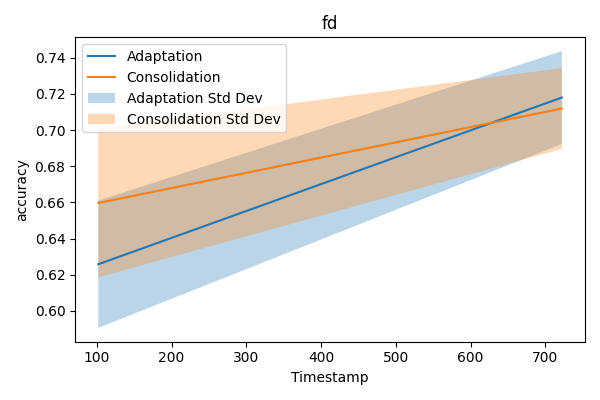 fd
Adaptation
Consolidation
Adaptation Std Dev
Consolidation Std Dev
accuracy
0.74
0.72
0.70
0.68
0.66
0.64
0.62
0.60
100 200 300 400 500 600 700
Timestamp